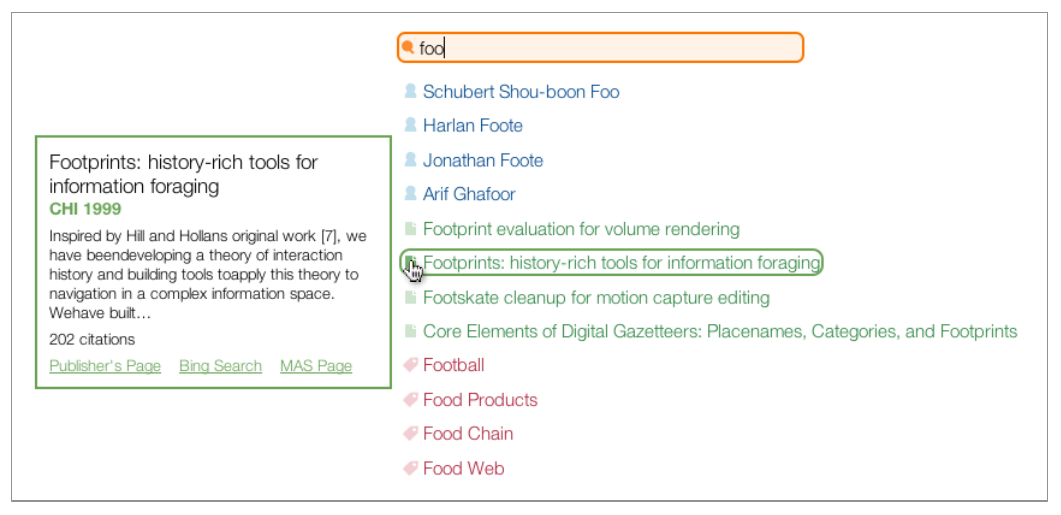 foo
Schubert Shou-boon Foo
Harlan Foote
Jonathan Foote
Arif Ghafoor
Footprint evaluation for volume rendering
Footprints: history-rich tools for information foraging
Footskate cleanup for motion capture editing
Core Elements of Digital Gazetteers: Placenames, Categories, and Footprints
Football
Food Products
Food Chain
Food Web
Footprints: history-rich tools for
information foraging
CHI 1999
Inspired by Hill and Hollans original work [7], we
have beendeveloping a theory of interaction
history and building tools toapply this theory to
navigation in a complex information space.
Wehave built…
202 citations
Publisher's Page Bing Search MAS Page